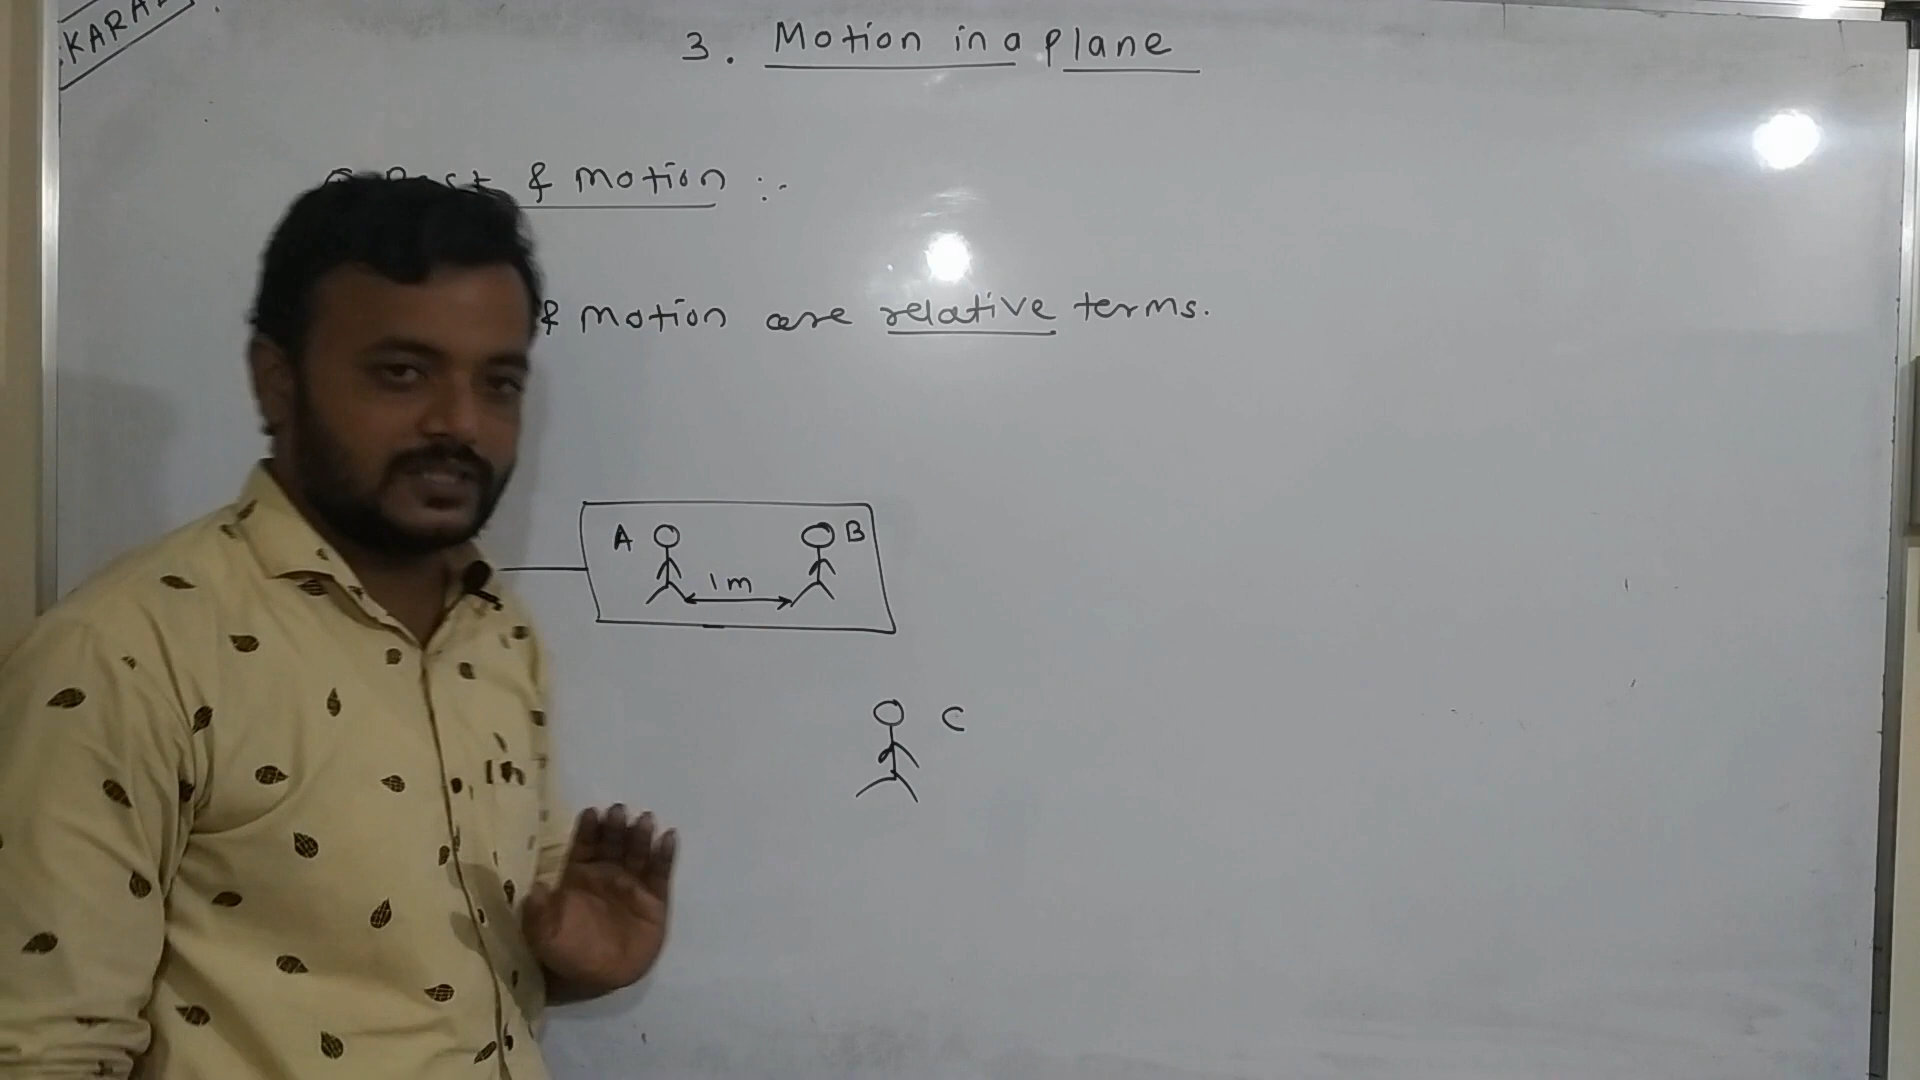 KARA
3. Motion in a plane
& Motion :-
& Motion are relative terms.
A B
1m
C